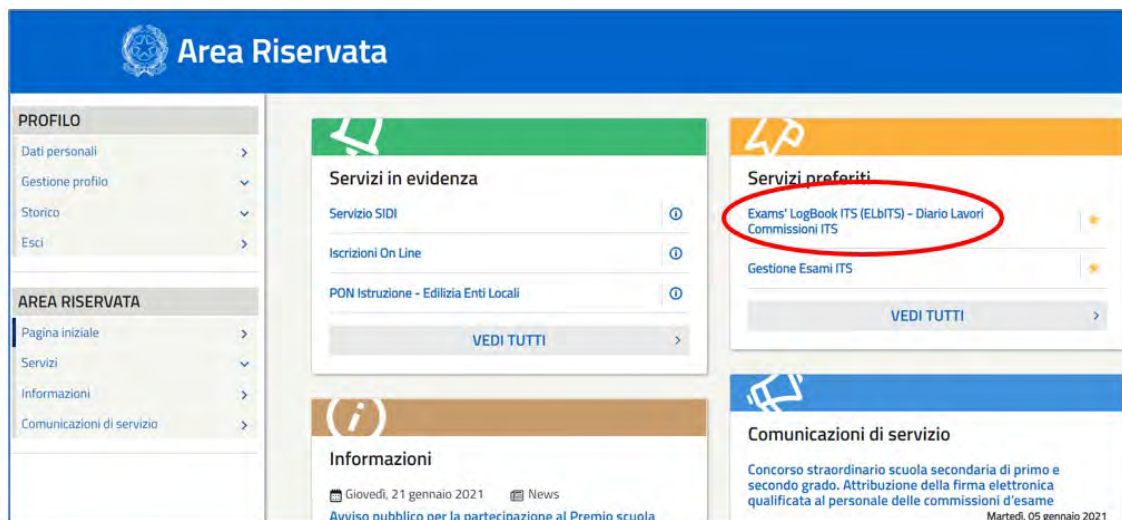 Area Riservata
PROFILO
Dati personali
Gestione profilo
Storico
Esci
AREA RISERVATA
Pagina iniziale
Servizi
Informazioni
Comunicazioni di servizio
Servizi in evidenza
Servizio SIDI
Iscrizioni On Line
PON Istruzione - Edilizia Enti Locali
VEDI TUTTI
Servizi preferiti
Exams' LogBook ITS (ELbITS) - Diario Lavori
Commissioni ITS
Gestione Esami ITS
VEDI TUTTI
Informazioni
Giovedì, 21 gennaio 2021 News
Avviso pubblico per la partecipazione al Premio scuola
Comunicazioni di servizio
Concorso straordinario scuola secondaria di primo e
secondo grado. Attribuzione della firma elettronica
qualificata al personale delle commissioni d'esame
Martedì, 05 gennaio 2021